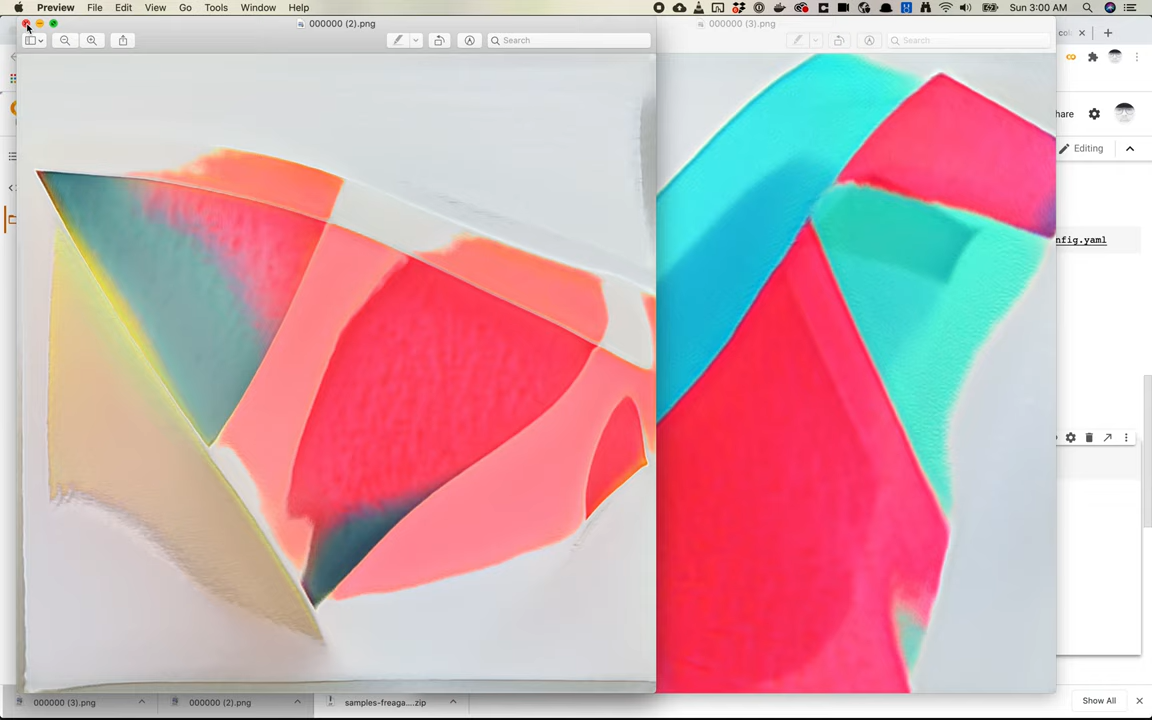 Preview File Edit View Go Tools Window Help
Sun 3:00 AM
000000 (2).png
000000 (3).png
Search
Search
Editing
nfig.yaml
000000 (3).png
000000 (2).png
samples-freaga....zip
Show All